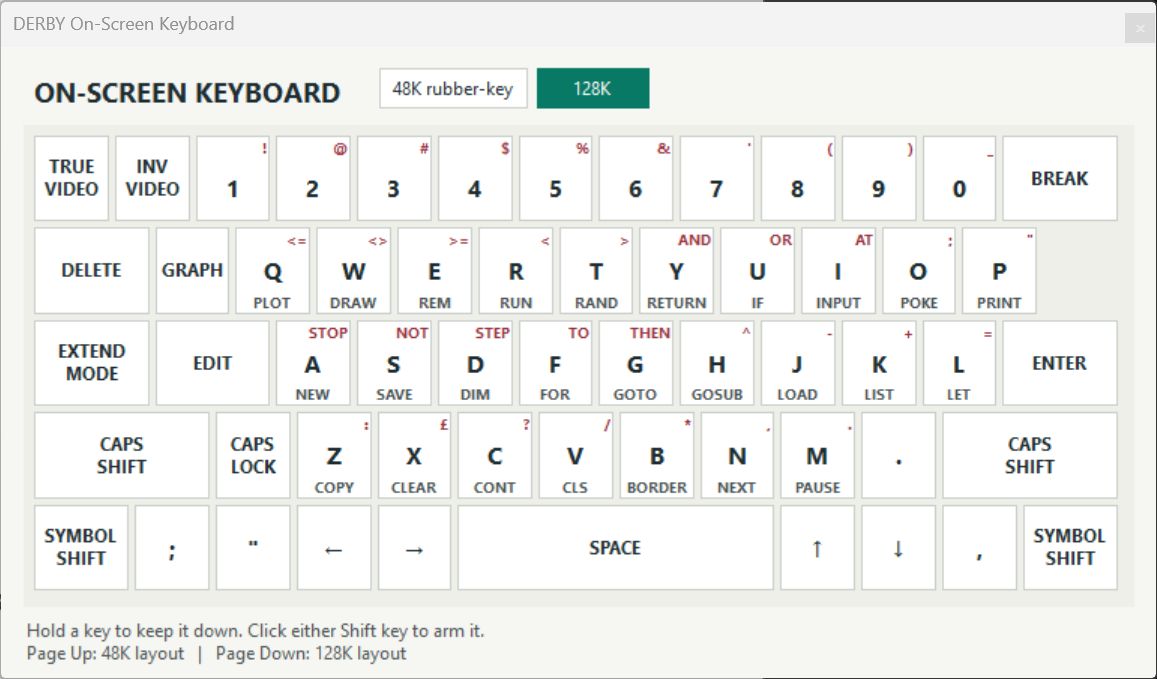 DERBY On-Screen Keyboard
×
ON-SCREEN KEYBOARD
48K rubber-key
128K
TRUE
VIDEO
INV
VIDEO
!
1
@
2
#
3
$
4
%
5
&
6
'
7
(
8
)
9
_
0
BREAK
DELETE
GRAPH
<=
Q
PLOT
<>
W
DRAW
>=
E
REM
<
R
RUN
>
T
RAND
AND
Y
RETURN
OR
U
IF
AT
I
INPUT
;
O
POKE
"
P
PRINT
EXTEND
MODE
EDIT
STOP
A
NEW
NOT
S
SAVE
STEP
D
DIM
TO
F
FOR
THEN
G
GOTO
^
H
GOSUB
-
J
LOAD
+
K
LIST
=
L
LET
ENTER
CAPS
SHIFT
CAPS
LOCK
:
Z
COPY
£
X
CLEAR
?
C
CONT
/
V
CLS
*
B
BORDER
,
N
NEXT
.
M
PAUSE
.
CAPS
SHIFT
SYMBOL
SHIFT
;
"
←
→
SPACE
↑
↓
,
SYMBOL
SHIFT
Hold a key to keep it down. Click either Shift key to arm it.
Page Up: 48K layout | Page Down: 128K layout